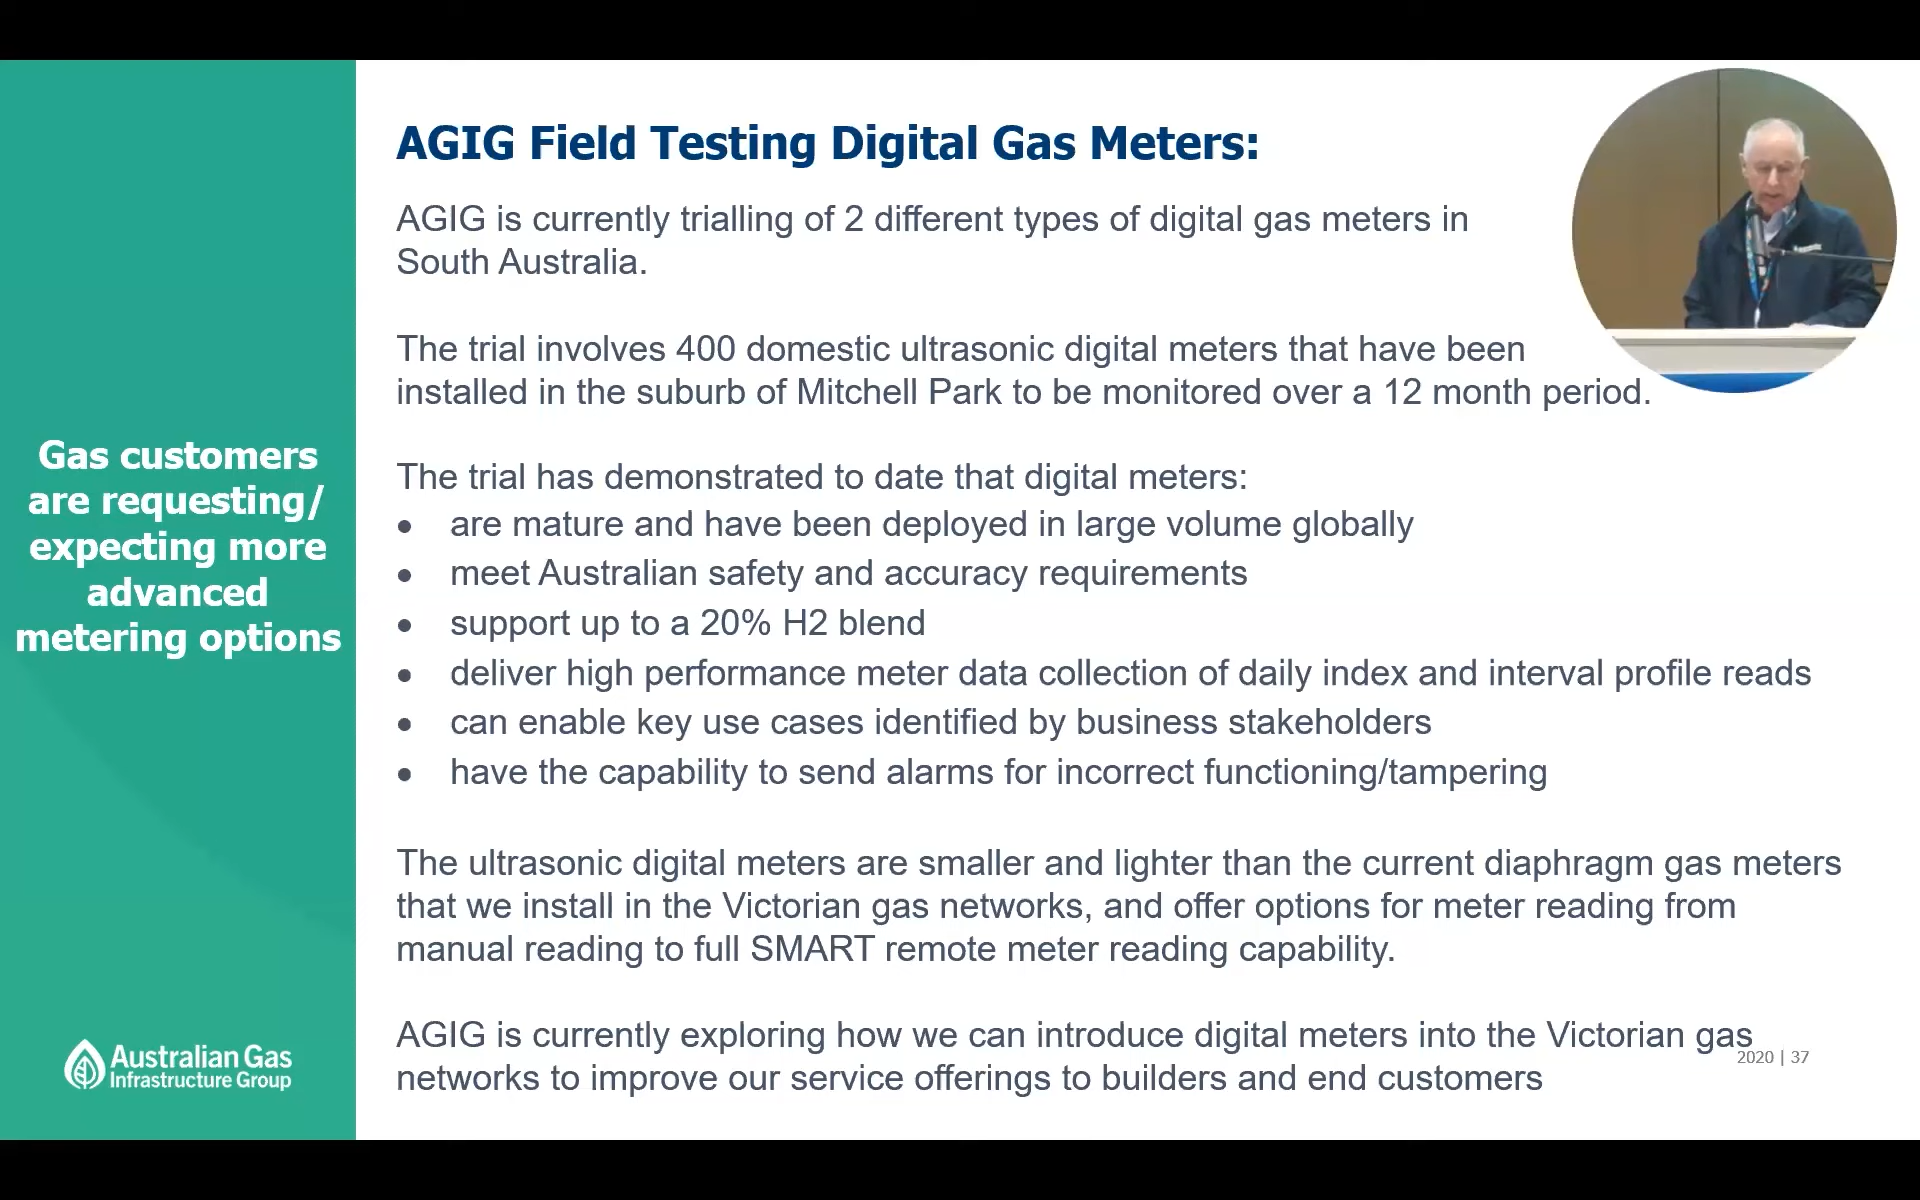 AGIG Field Testing Digital Gas Meters:
AGIG is currently trialling of 2 different types of digital gas meters in
South Australia.
The trial involves 400 domestic ultrasonic digital meters that have been
installed in the suburb of Mitchell Park to be monitored over a 12 month period.
The trial has demonstrated to date that digital meters:
• are mature and have been deployed in large volume globally
• meet Australian safety and accuracy requirements
• support up to a 20% H2 blend
• deliver high performance meter data collection of daily index and interval profile reads
• can enable key use cases identified by business stakeholders
• have the capability to send alarms for incorrect functioning/tampering
The ultrasonic digital meters are smaller and lighter than the current diaphragm gas meters
that we install in the Victorian gas networks, and offer options for meter reading from
manual reading to full SMART remote meter reading capability.
AGIG is currently exploring how we can introduce digital meters into the Victorian gas
networks to improve our service offerings to builders and end customers
2020 | 37
Gas customers
are requesting/
expecting more
advanced
metering options
Australian Gas
Infrastructure Group